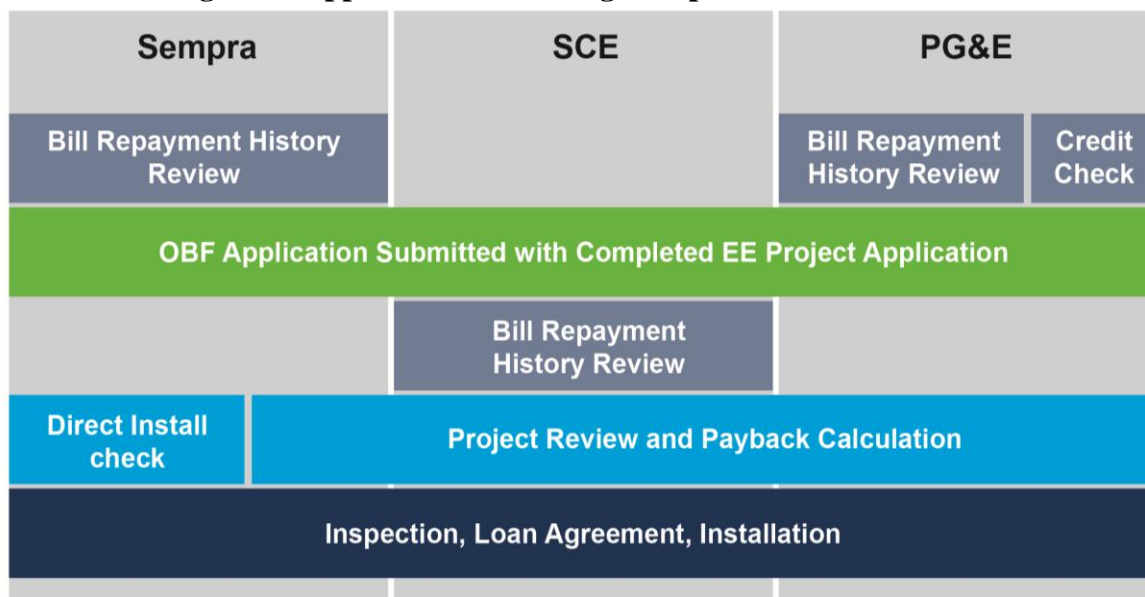 Sempra
SCE
PG&E
Bill Repayment History
Review
Bill Repayment
History Review
Credit
Check
OBF Application Submitted with Completed EE Project Application
Bill Repayment
History Review
Direct Install
check
Project Review and Payback Calculation
Inspection, Loan Agreement, Installation